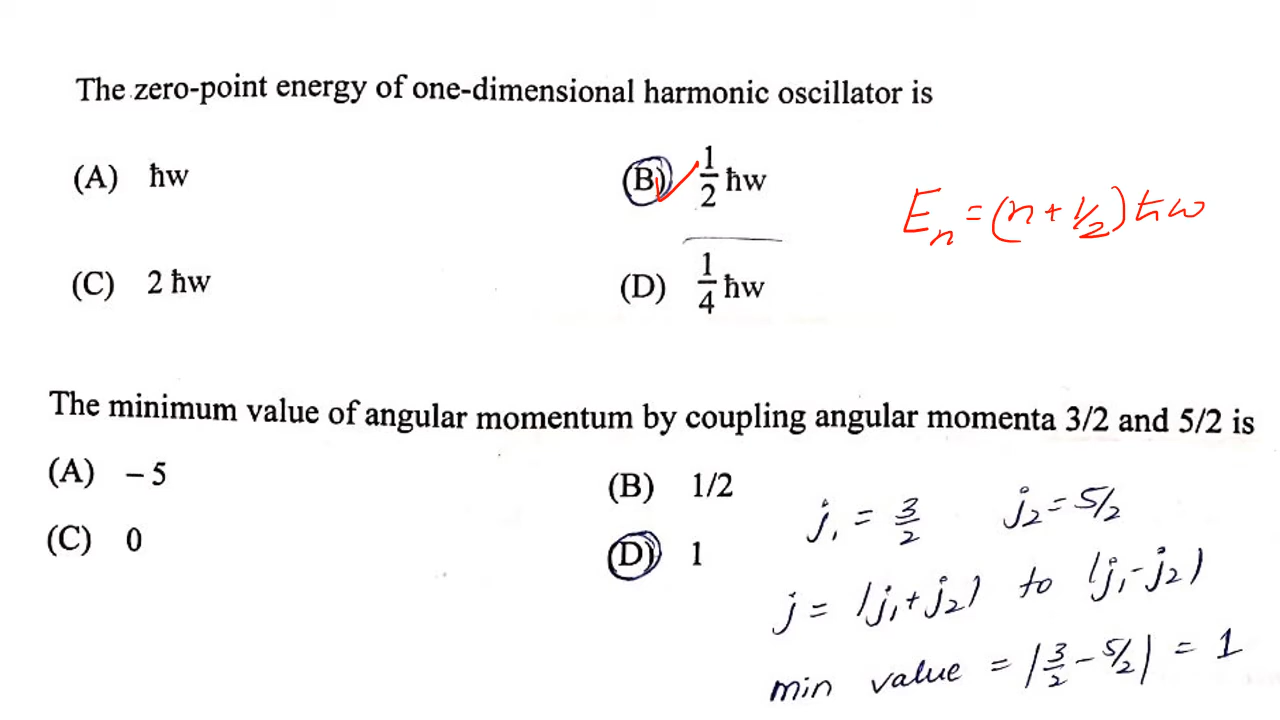 The zero-point energy of one-dimensional harmonic oscillator is
(A) ħw (B) ✓ 1/2 ħw
Eₙ = (n + 1/2) ħω
(C) 2 ħw (D) 1/4 ħw
The minimum value of angular momentum by coupling angular momenta 3/2 and 5/2 is
(A) – 5 (B) 1/2
j₁ = 3/2 j₂ = 5/2
(C) 0 (D) 1
j = |j₁ + j₂| to |j₁ - j₂|
min value = |3/2 - 5/2| = 1